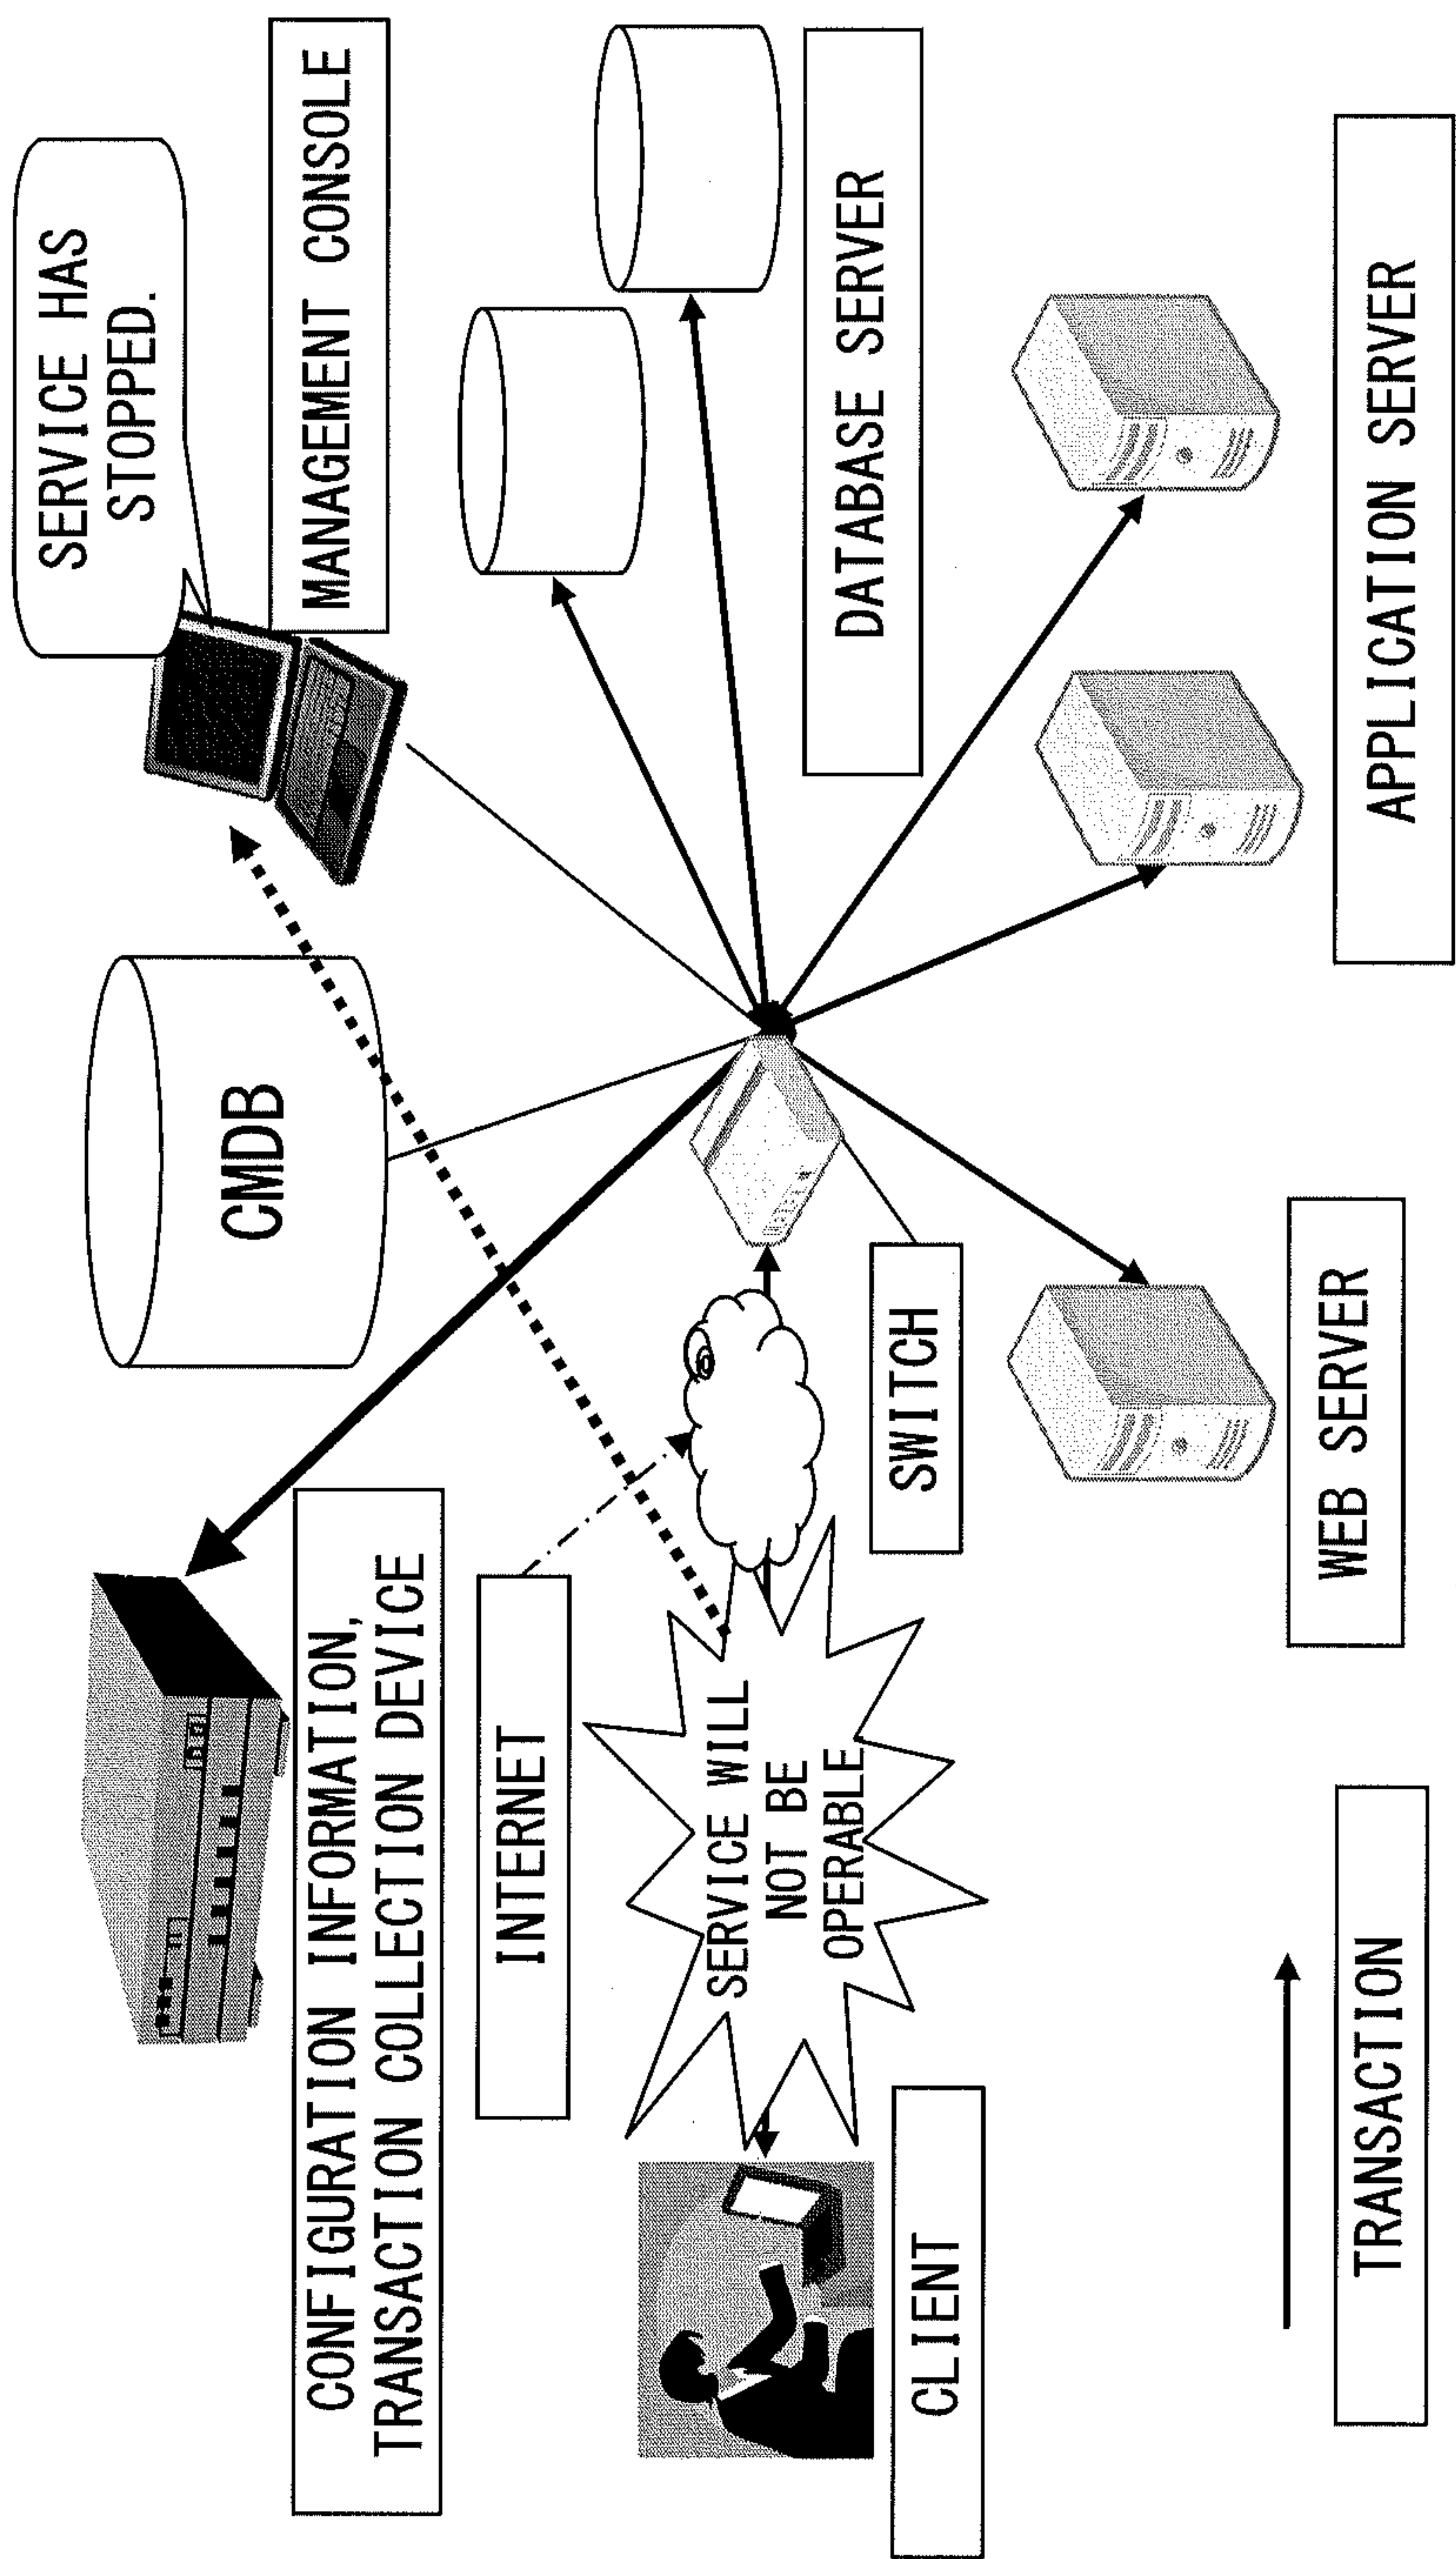 SERVICE HAS
STOPPED.
MANAGEMENT CONSOLE
CMDB
CONFIGURATION INFORMATION,
TRANSACTION COLLECTION DEVICE
INTERNET
SERVICE WILL
NOT BE
OPERABLE
CLIENT
SWITCH
DATABASE SERVER
WEB SERVER
APPLICATION SERVER
TRANSACTION